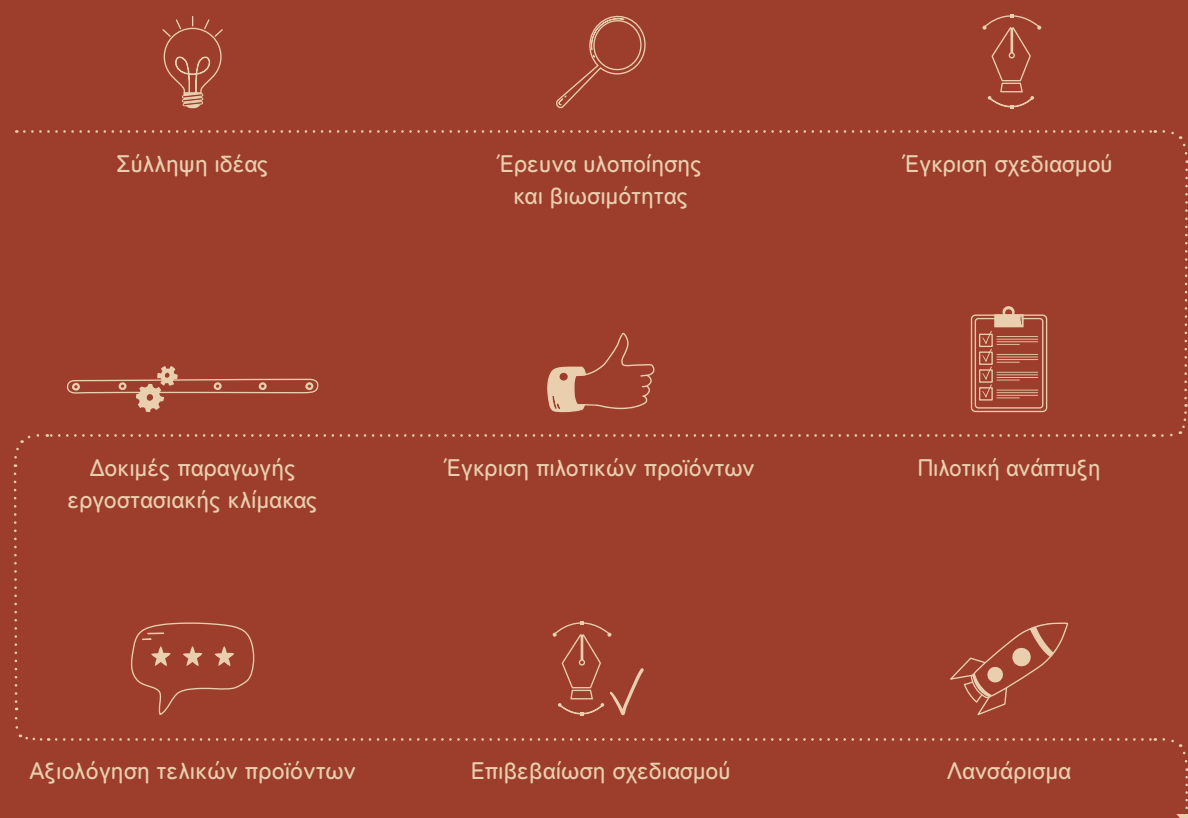 Σύλληψη ιδέας
Έρευνα υλοποίησης
και βιωσιμότητας
Έγκριση σχεδιασμού
Δοκιμές παραγωγής
εργοστασιακής κλίμακας
Έγκριση πιλοτικών προϊόντων
Πιλοτική ανάπτυξη
Αξιολόγηση τελικών προϊόντων
Επιβεβαίωση σχεδιασμού
Λανσάρισμα